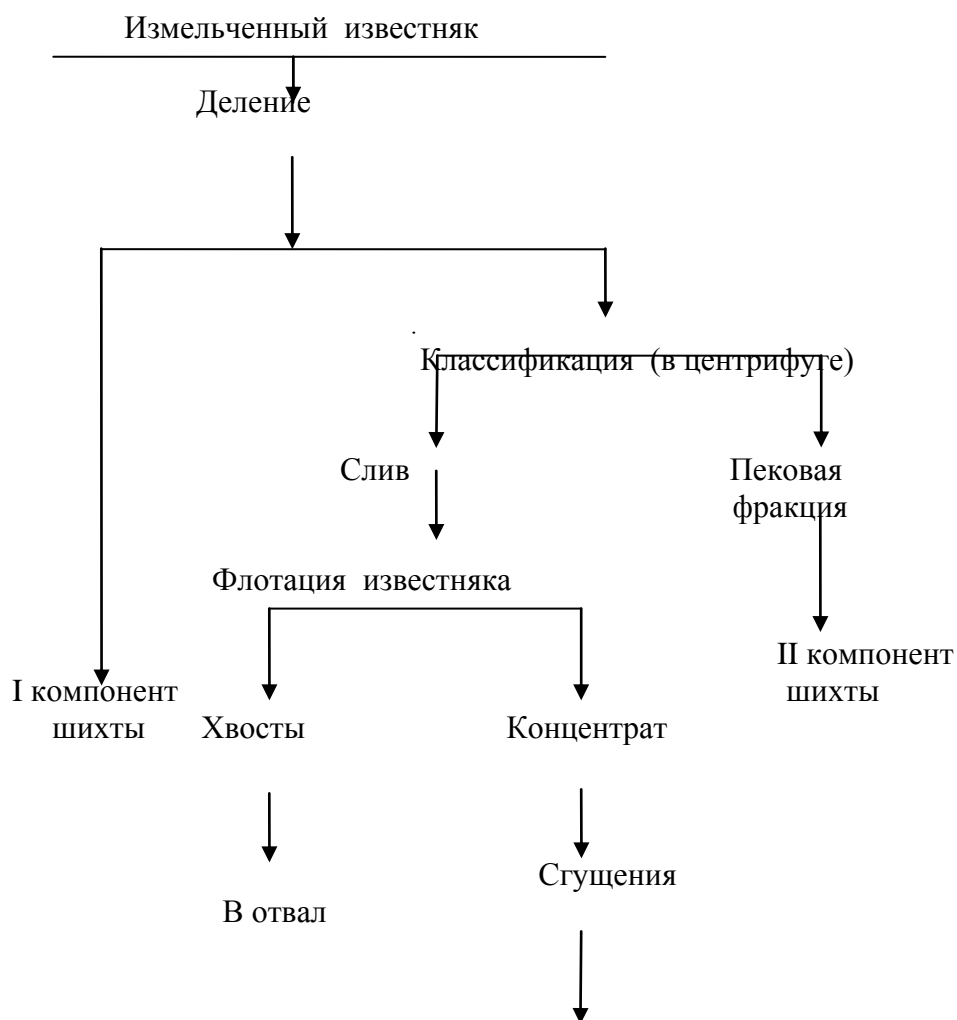 Измельченный известняк
Деление
Классификация (в центрифуге)
Слив
Пековая
фракция
Флотация известняка
I компонент
шихты
Хвосты
Концентрат
II компонент
шихты
В отвал
Сгущения